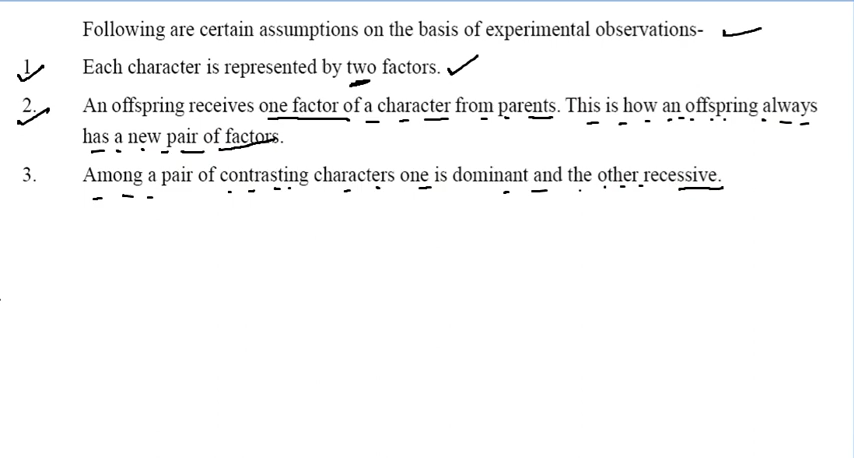 Following are certain assumptions on the basis of experimental observations-
1. Each character is represented by two factors.
2. An offspring receives one factor of a character from parents. This is how an offspring always
has a new pair of factors.
3. Among a pair of contrasting characters one is dominant and the other recessive.